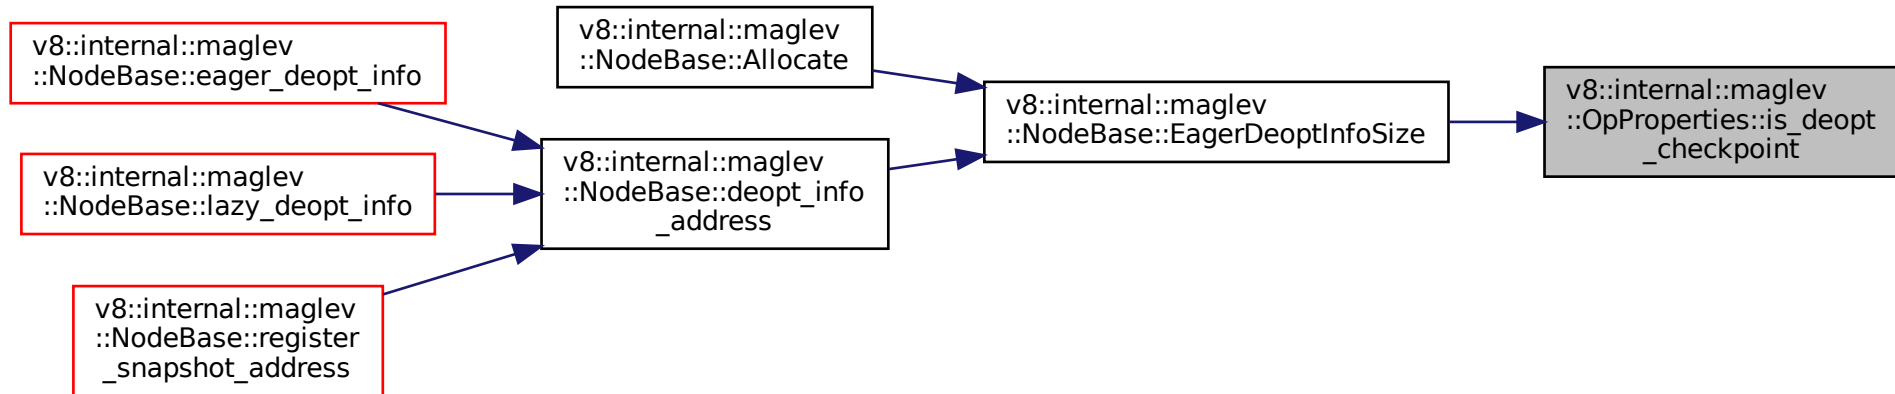 v8::internal::maglev
::NodeBase::eager_deopt_info
v8::internal::maglev
::NodeBase::lazy_deopt_info
v8::internal::maglev
::NodeBase::register
_snapshot_address
v8::internal::maglev
::NodeBase::Allocate
v8::internal::maglev
::NodeBase::deopt_info
_address
v8::internal::maglev
::NodeBase::EagerDeoptInfoSize
v8::internal::maglev
::OpProperties::is_deopt
_checkpoint